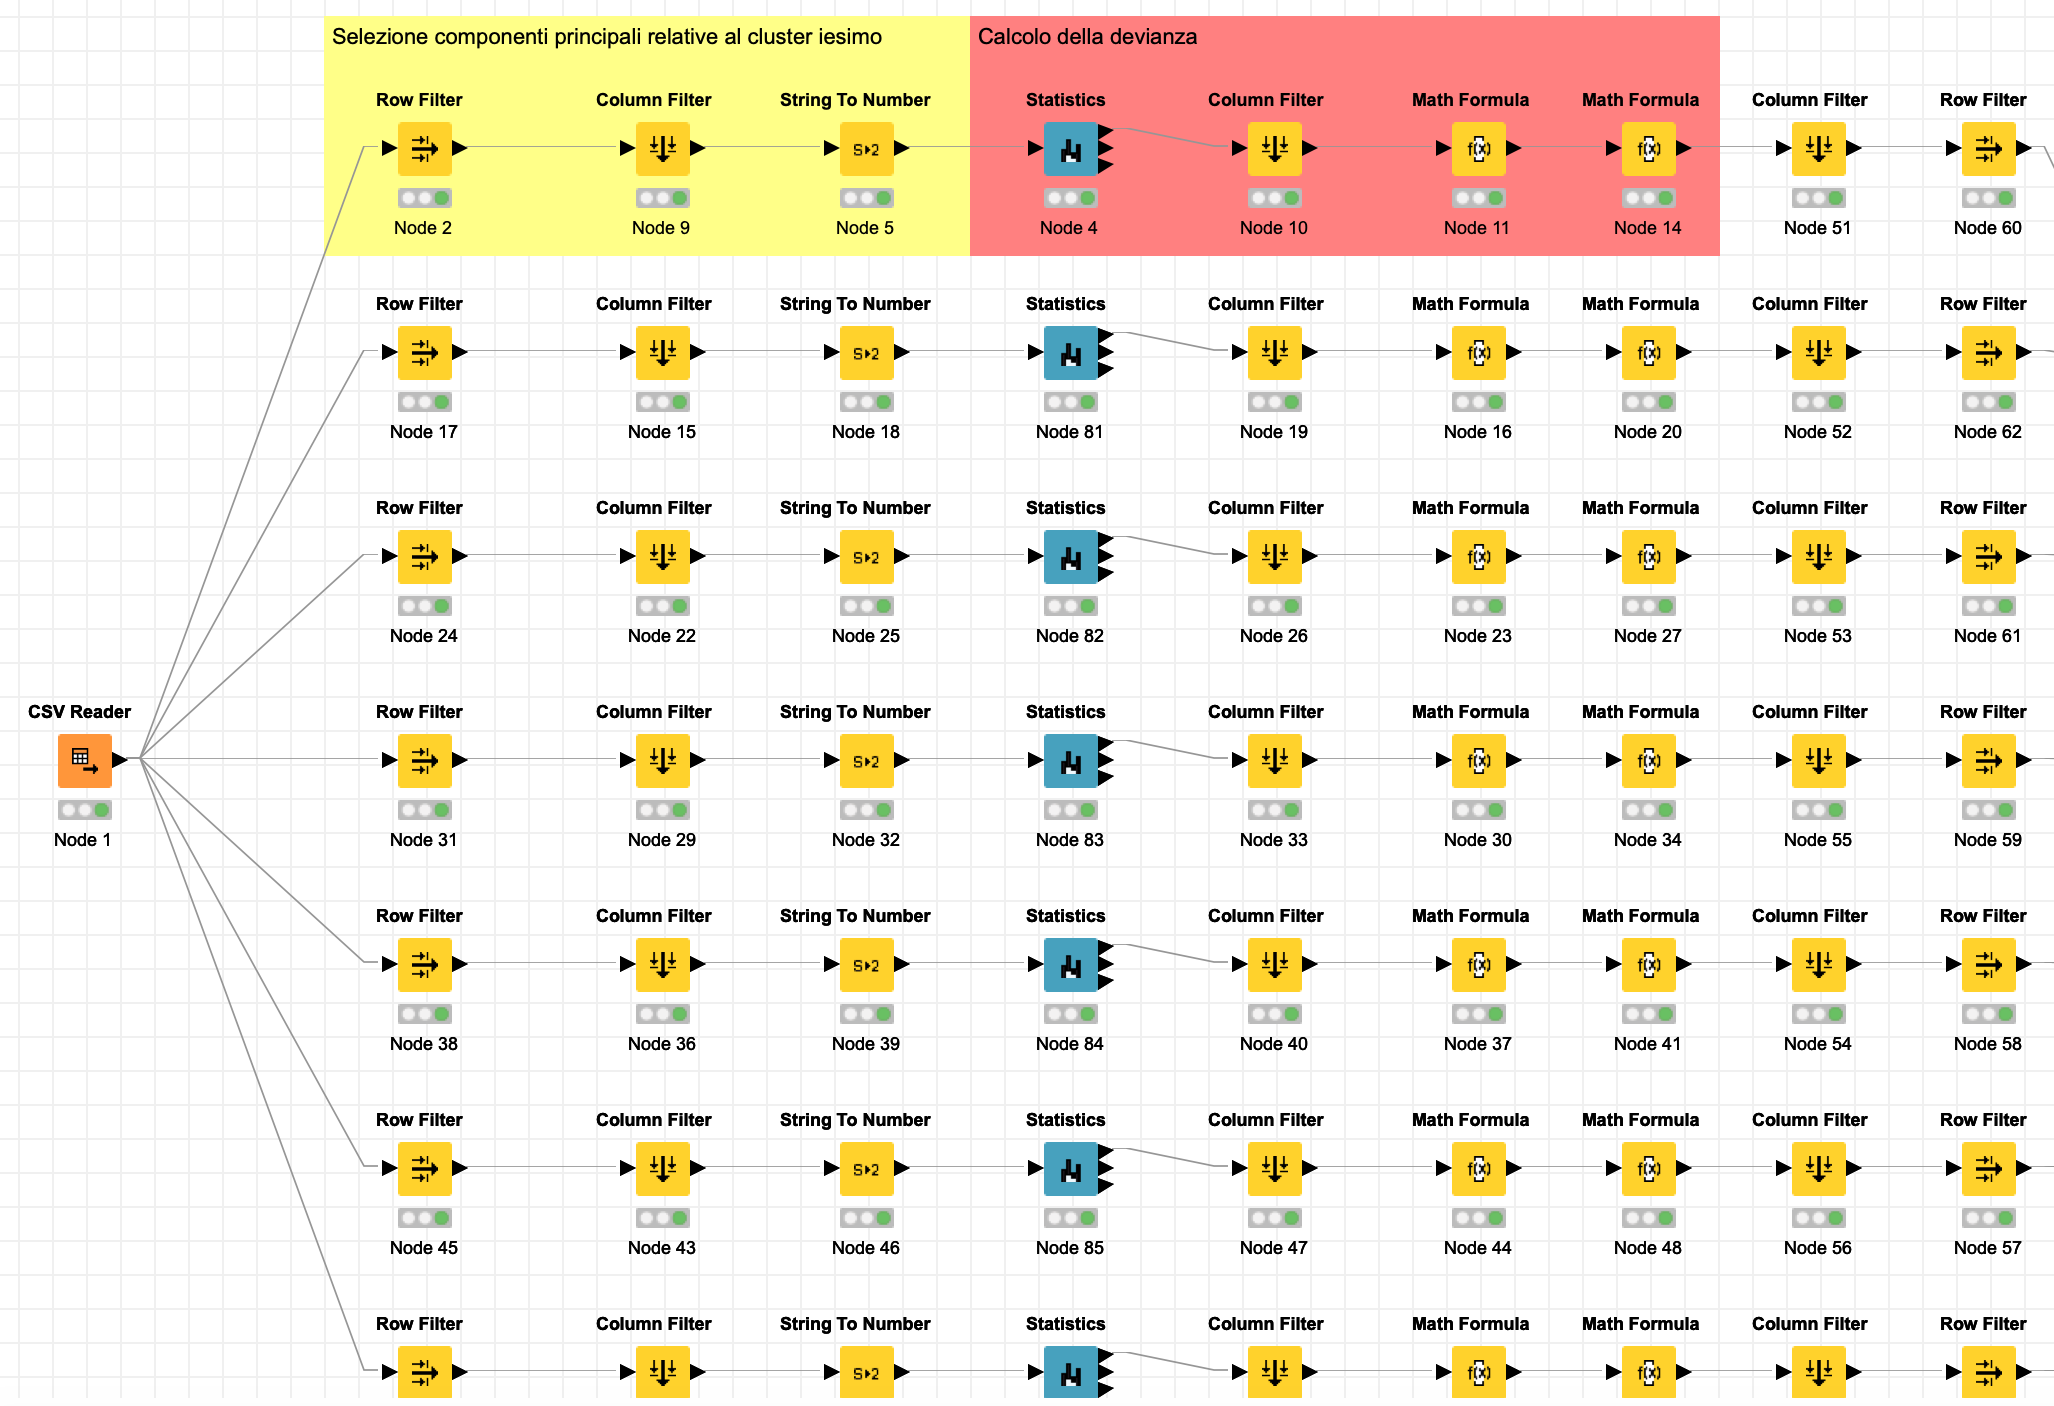 Selezione componenti principali relative al cluster iesimo
Calcolo della devianza
Row Filter Column Filter String To Number Statistics Column Filter Math Formula Math Formula Column Filter Row Filter
S 2 f(x) f(x)
Node 2 Node 9 Node 5 Node 4 Node 10 Node 11 Node 14 Node 51 Node 60
Row Filter Column Filter String To Number Statistics Column Filter Math Formula Math Formula Column Filter Row Filter
S 2 f(x) f(x)
Node 17 Node 15 Node 18 Node 81 Node 19 Node 16 Node 20 Node 52 Node 62
Row Filter Column Filter String To Number Statistics Column Filter Math Formula Math Formula Column Filter Row Filter
S 2 f(x) f(x)
Node 24 Node 22 Node 25 Node 82 Node 26 Node 23 Node 27 Node 53 Node 61
CSV Reader Row Filter Column Filter String To Number Statistics Column Filter Math Formula Math Formula Column Filter Row Filter
S 2 f(x) f(x)
Node 1 Node 31 Node 29 Node 32 Node 83 Node 33 Node 30 Node 34 Node 55 Node 59
Row Filter Column Filter String To Number Statistics Column Filter Math Formula Math Formula Column Filter Row Filter
S 2 f(x) f(x)
Node 38 Node 36 Node 39 Node 84 Node 40 Node 37 Node 41 Node 54 Node 58
Row Filter Column Filter String To Number Statistics Column Filter Math Formula Math Formula Column Filter Row Filter
S 2 f(x) f(x)
Node 45 Node 43 Node 46 Node 85 Node 47 Node 44 Node 48 Node 56 Node 57
Row Filter Column Filter String To Number Statistics Column Filter Math Formula Math Formula Column Filter Row Filter
S 2 f(x) f(x)